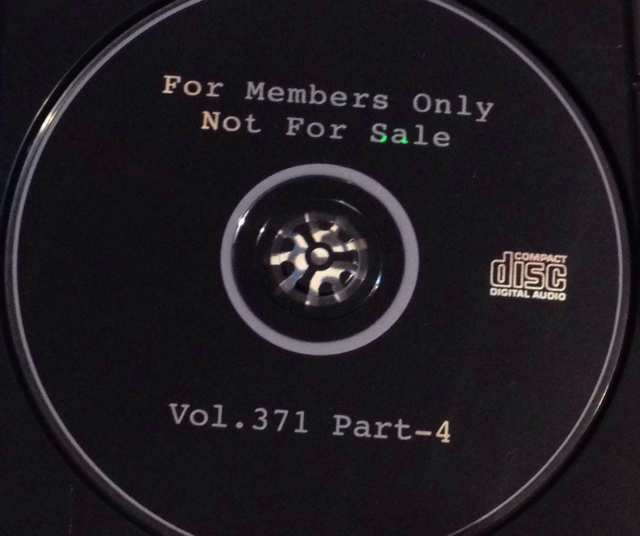 For Members Only
Not For Sale
COMPACT
disc
DIGITAL AUDIO
Vol.371 Part-4